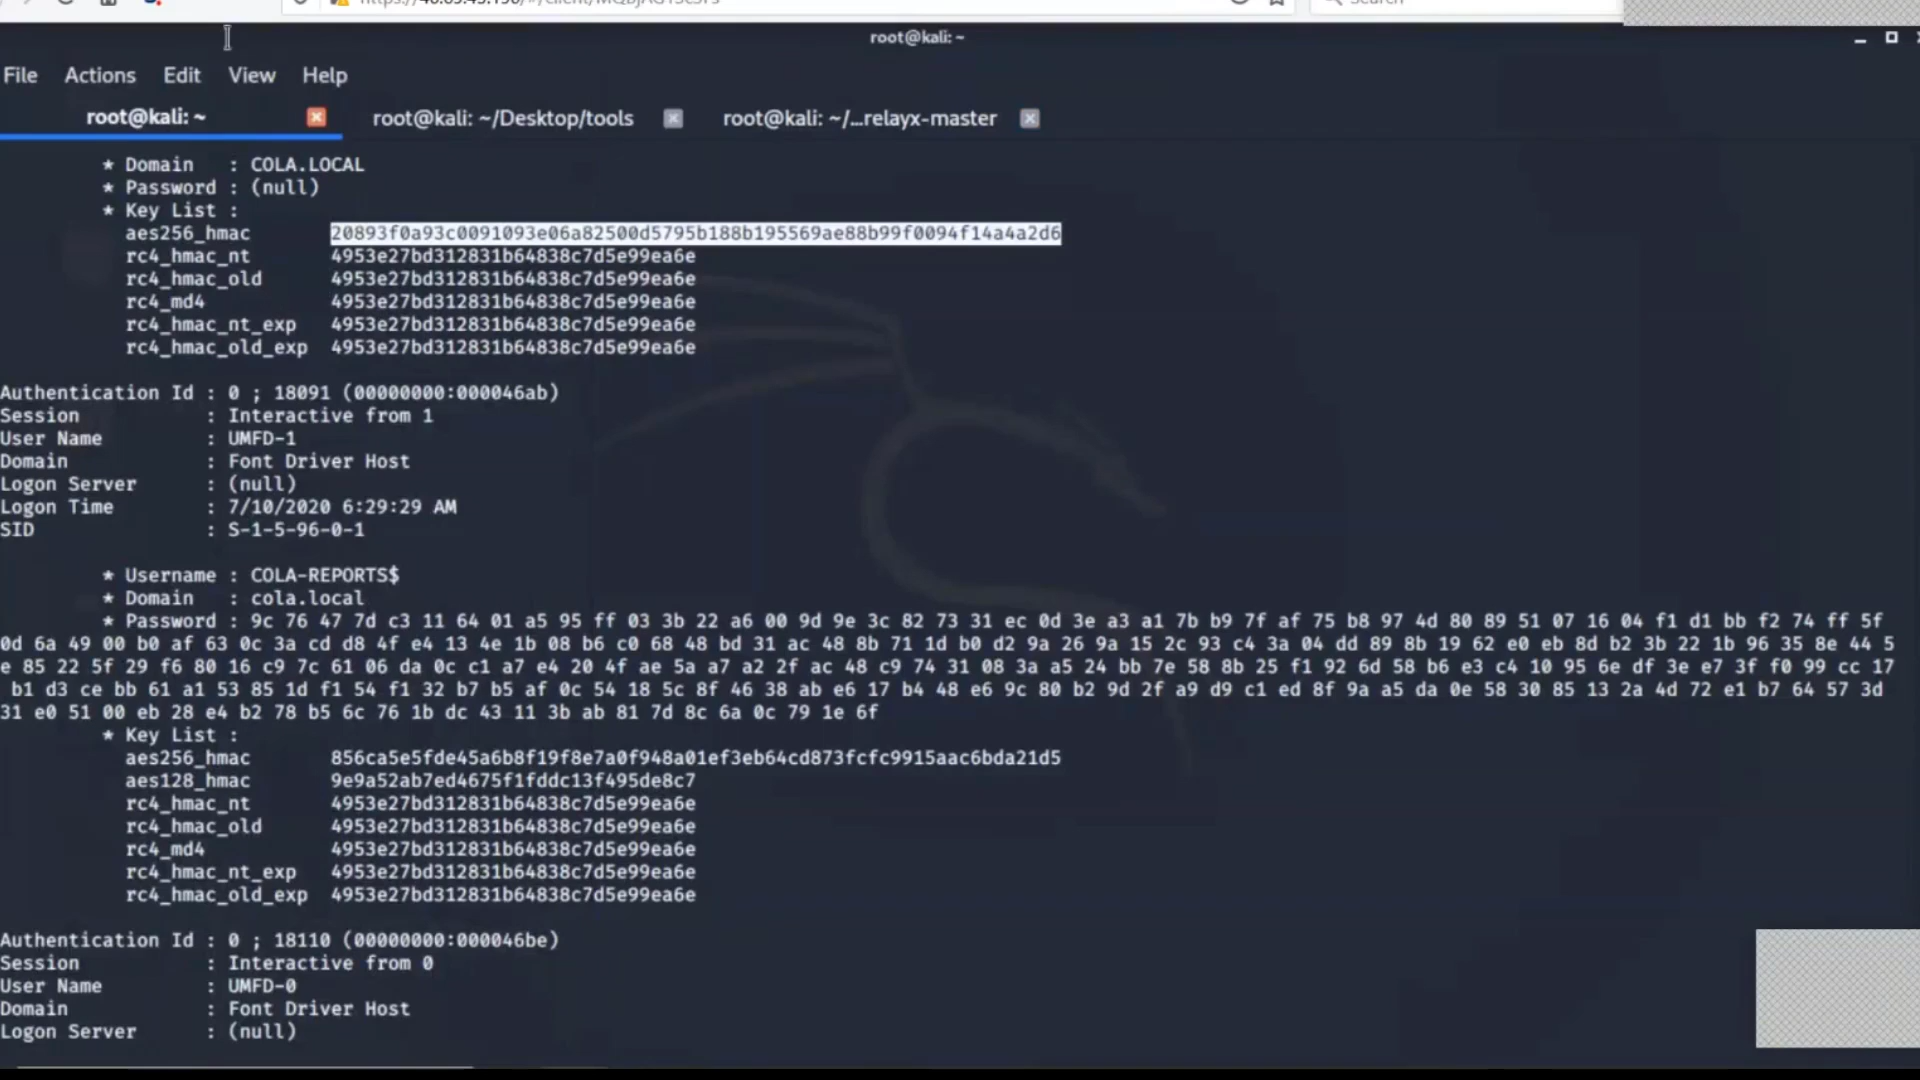 Search
root@kali: ~
File Actions Edit View Help
root@kali: ~ root@kali: ~/Desktop/tools root@kali: ~/…relayx-master
* Domain : COLA.LOCAL
* Password : (null)
* Key List :
aes256_hmac 20893f0a93c0091093e06a82500d5795b188b195569ae88b99f0094f14a4a2d6
rc4_hmac_nt 4953e27bd312831b64838c7d5e99ea6e
rc4_hmac_old 4953e27bd312831b64838c7d5e99ea6e
rc4_md4 4953e27bd312831b64838c7d5e99ea6e
rc4_hmac_nt_exp 4953e27bd312831b64838c7d5e99ea6e
rc4_hmac_old_exp 4953e27bd312831b64838c7d5e99ea6e
Authentication Id : 0 ; 18091 (00000000:000046ab)
Session : Interactive from 1
User Name : UMFD-1
Domain : Font Driver Host
Logon Server : (null)
Logon Time : 7/10/2020 6:29:29 AM
SID : S-1-5-96-0-1
* Username : COLA-REPORTS$
* Domain : cola.local
* Password : 9c 76 47 7d c3 11 64 01 a5 95 ff 03 3b 22 a6 00 9d 9e 3c 82 73 31 ec 0d 3e a3 a1 7b b9 7f af 75 b8 97 4d 80 89 51 07 16 04 f1 d1 bb f2 74 ff 5f
0d 6a 49 00 b0 af 63 0c 3a cd d8 4f e4 13 4e 1b 08 b6 c0 68 48 bd 31 ac 48 8b 71 1d b0 d2 9a 26 9a 15 2c 93 c4 3a 04 dd 89 8b 19 62 e0 eb 8d b2 3b 22 1b 96 35 8e 44 5
e 85 22 5f 29 f6 80 16 c9 7c 61 06 da 0c c1 a7 e4 20 4f ae 5a a7 a2 2f ac 48 c9 74 31 08 3a a5 24 bb 7e 58 8b 25 f1 92 6d 58 b6 e3 c4 10 95 6e df 3e e7 3f f0 99 cc 17
b1 d3 ce bb 61 a1 53 85 1d f1 54 f1 32 b7 b5 af 0c 54 18 5c 8f 46 38 ab e6 17 b4 48 e6 9c 80 b2 9d 2f a9 d9 c1 ed 8f 9a a5 da 0e 58 30 85 13 2a 4d 72 e1 b7 64 57 3d
31 e0 51 00 eb 28 e4 b2 78 b5 6c 76 1b dc 43 11 3b ab 81 7d 8c 6a 0c 79 1e 6f
* Key List :
aes256_hmac 856ca5e5fde45a6b8f19f8e7a0f948a01ef3eb64cd873fcfc9915aac6bda21d5
aes128_hmac 9e9a52ab7ed4675f1fddc13f495de8c7
rc4_hmac_nt 4953e27bd312831b64838c7d5e99ea6e
rc4_hmac_old 4953e27bd312831b64838c7d5e99ea6e
rc4_md4 4953e27bd312831b64838c7d5e99ea6e
rc4_hmac_nt_exp 4953e27bd312831b64838c7d5e99ea6e
rc4_hmac_old_exp 4953e27bd312831b64838c7d5e99ea6e
Authentication Id : 0 ; 18110 (00000000:000046be)
Session : Interactive from 0
User Name : UMFD-0
Domain : Font Driver Host
Logon Server : (null)